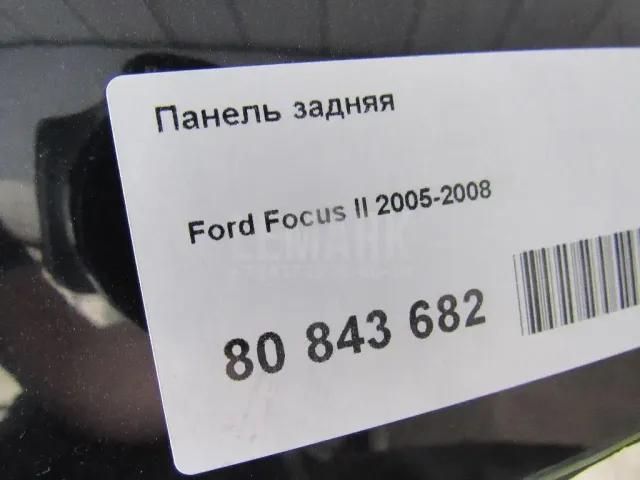 Панель задняя
Ford Focus II 2005-2008
80 843 682